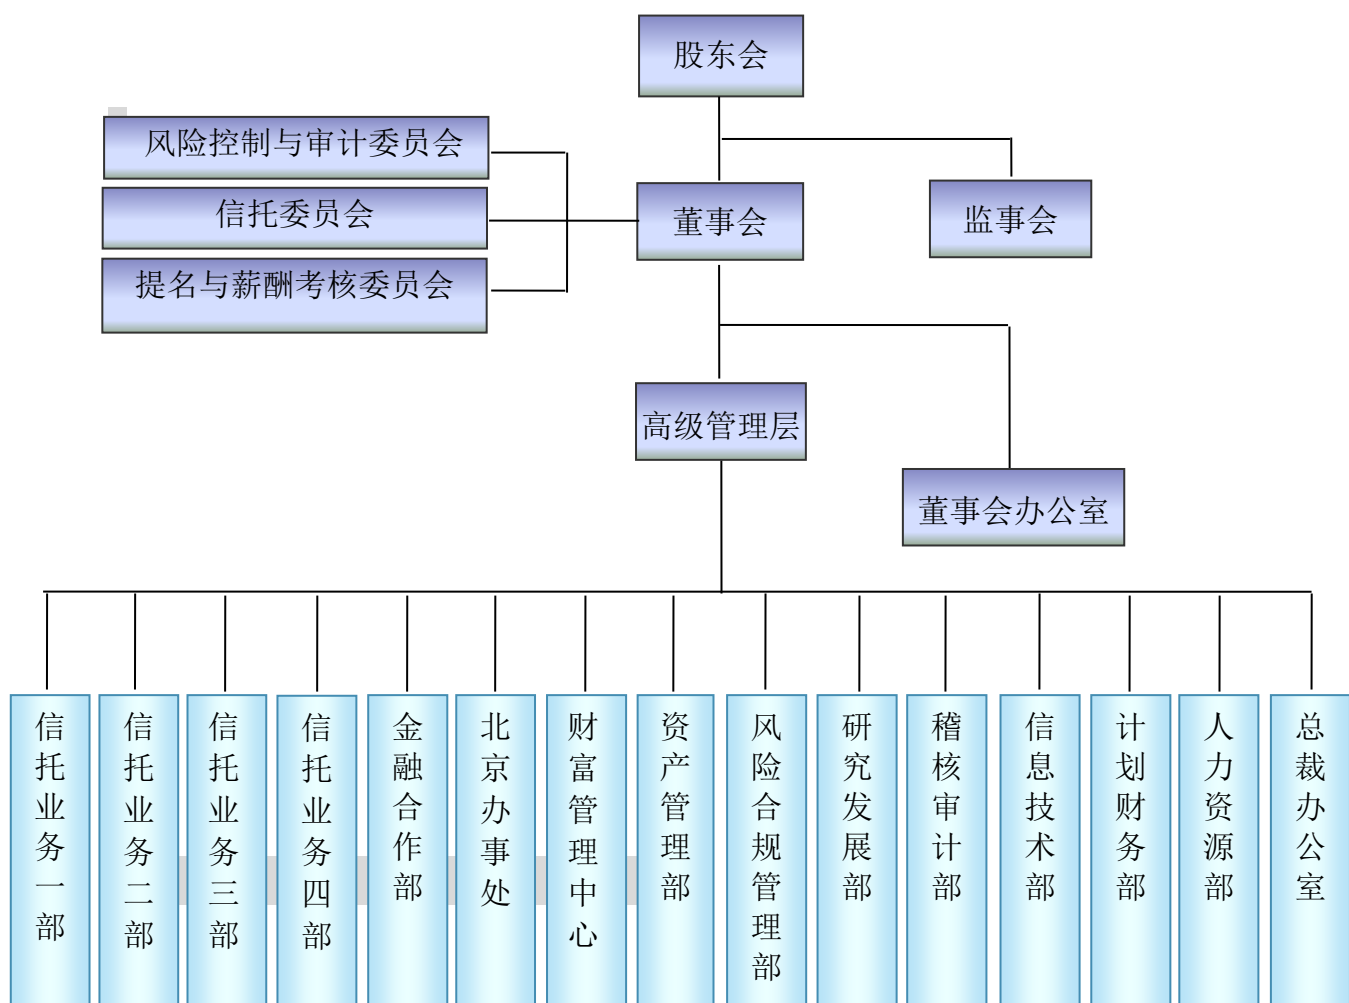 股东会
风险控制与审计委员会
信托委员会
提名与薪酬考核委员会
董事会
监事会
高级管理层
董事会办公室
信托业务一部
信托业务二部
信托业务三部
信托业务四部
金融合作部
北京办事处
财富管理中心
资产管理部
风险合规管理部
研究发展部
稽核审计部
信息技术部
计划财务部
人力资源部
总裁办公室